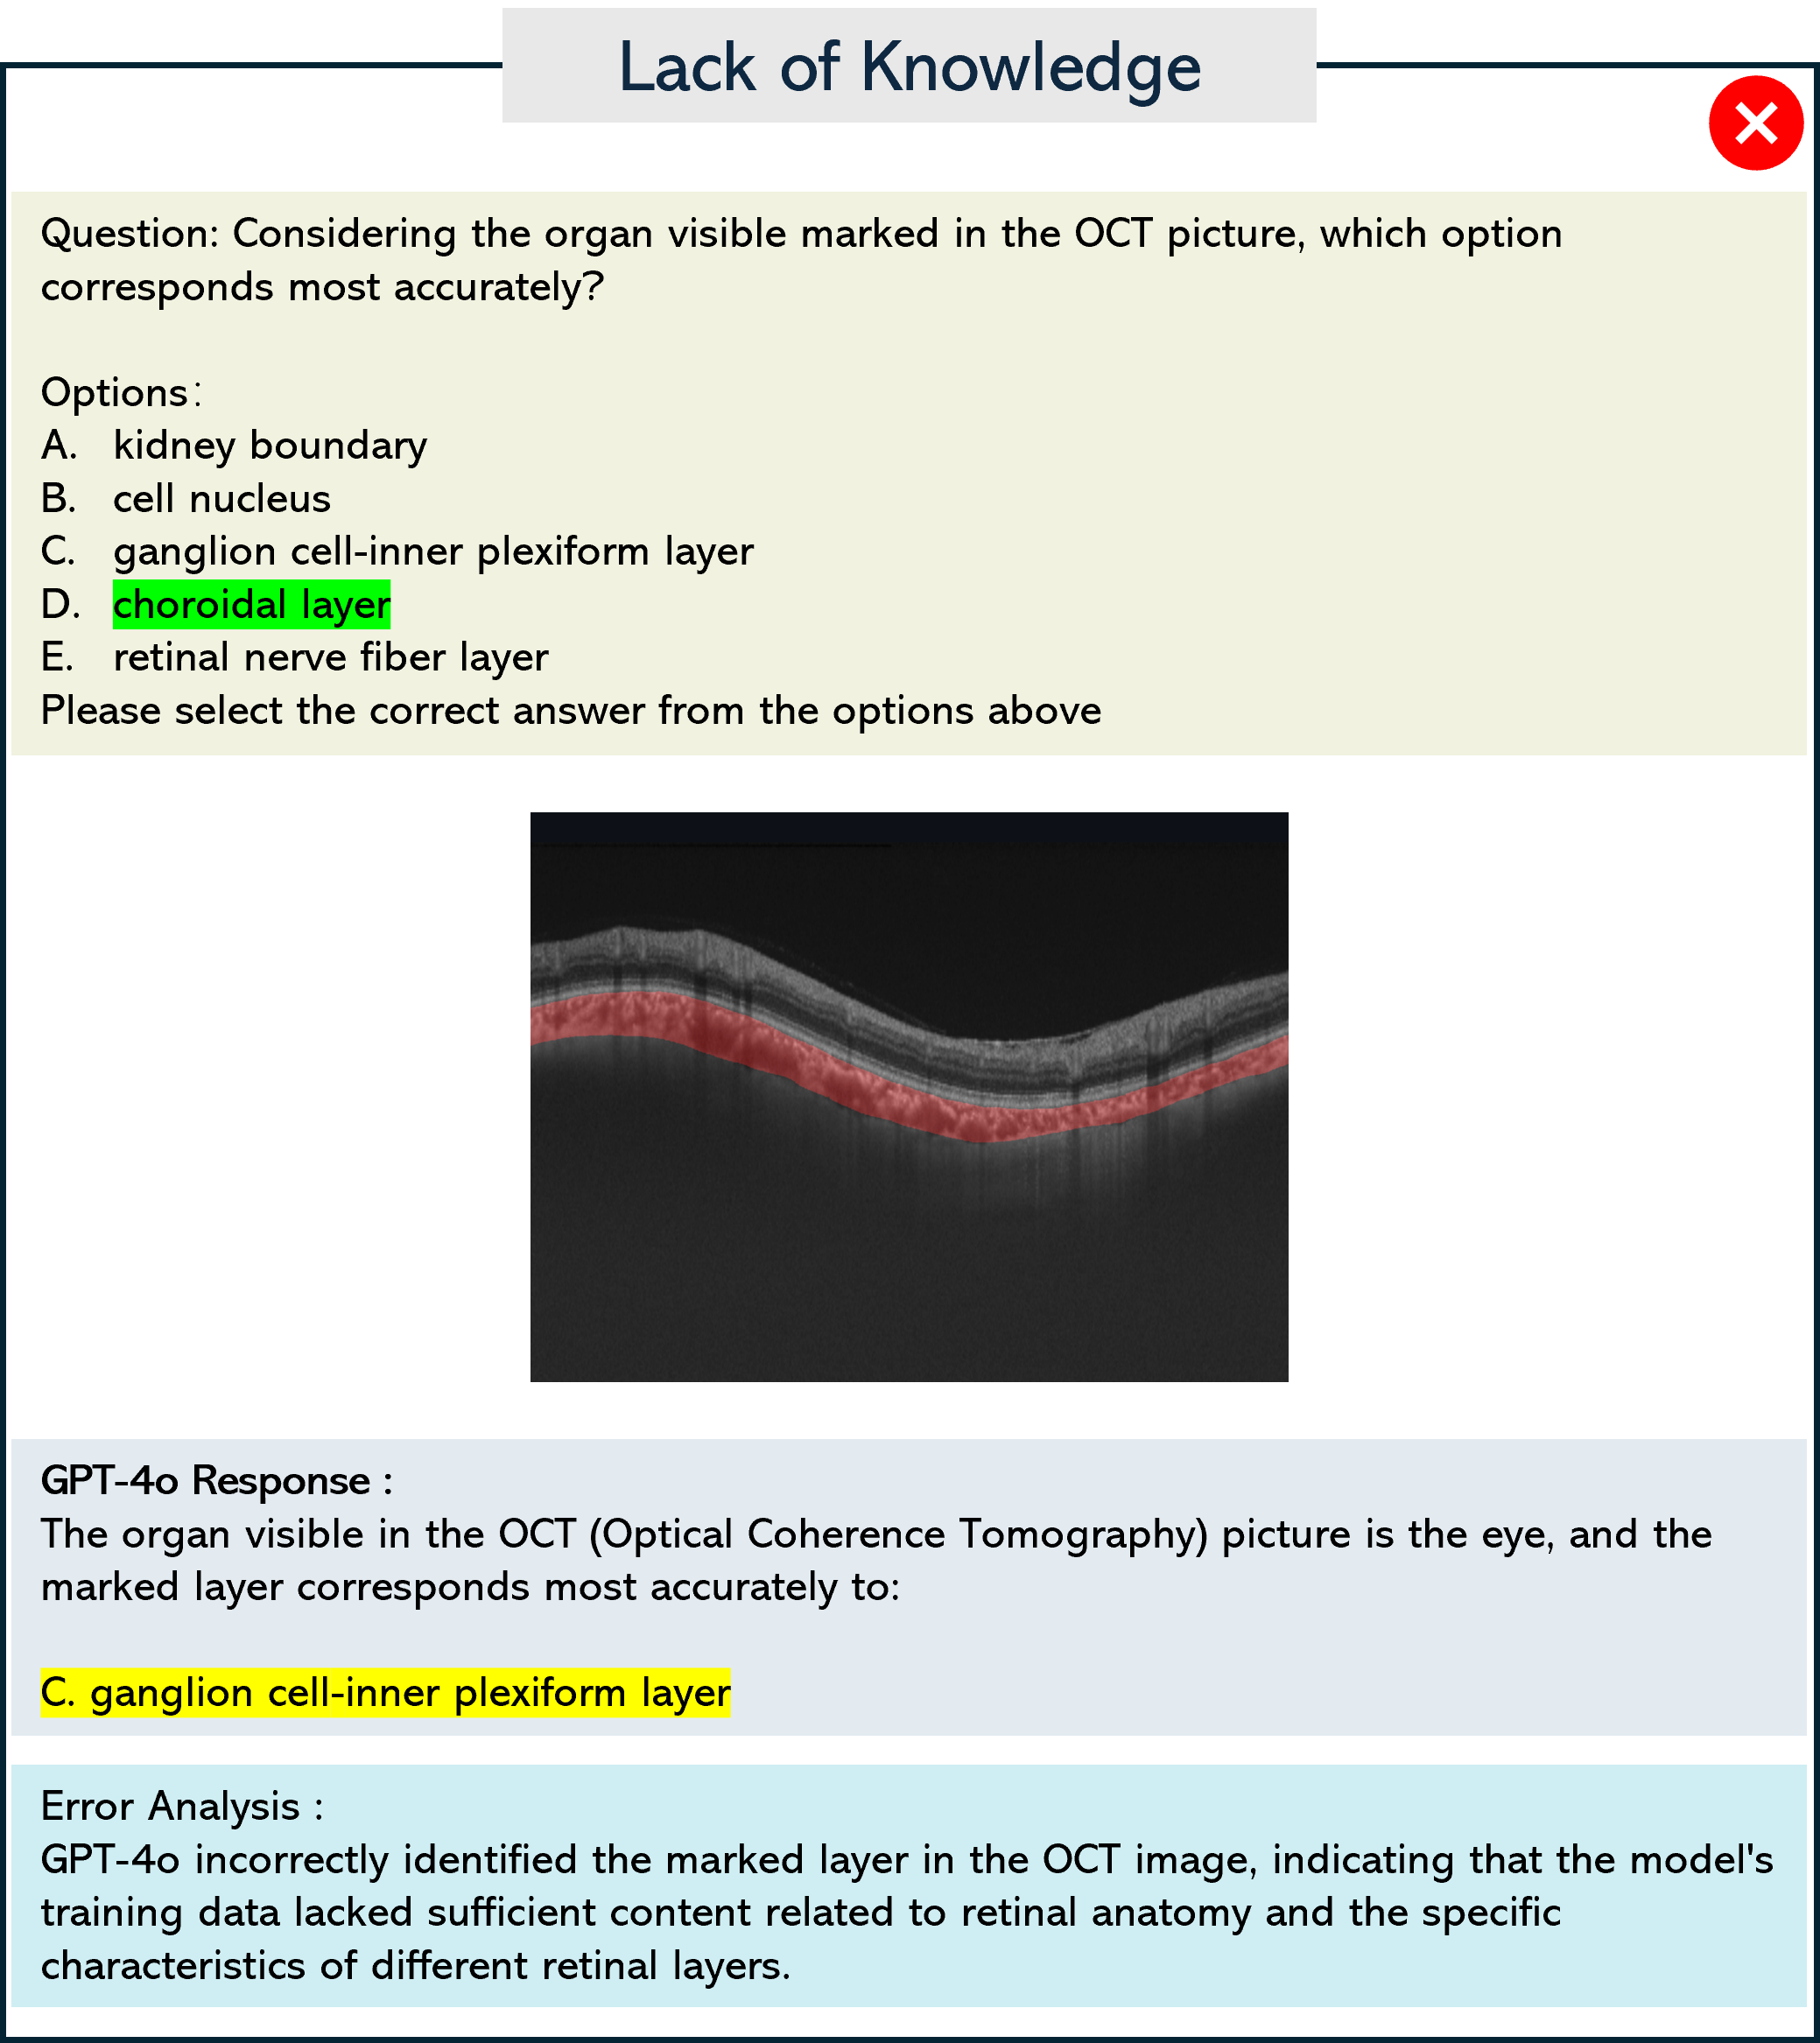 Lack of Knowledge
Question: Considering the organ visible marked in the OCT picture, which option
corresponds most accurately?
Options:
A. kidney boundary
B. cell nucleus
C. ganglion cell-inner plexiform layer
D. choroidal layer
E. retinal nerve fiber layer
Please select the correct answer from the options above
GPT-4o Response :
The organ visible in the OCT (Optical Coherence Tomography) picture is the eye, and the
marked layer corresponds most accurately to:
C. ganglion cell-inner plexiform layer
Error Analysis :
GPT-4o incorrectly identified the marked layer in the OCT image, indicating that the model's
training data lacked sufficient content related to retinal anatomy and the specific
characteristics of different retinal layers.